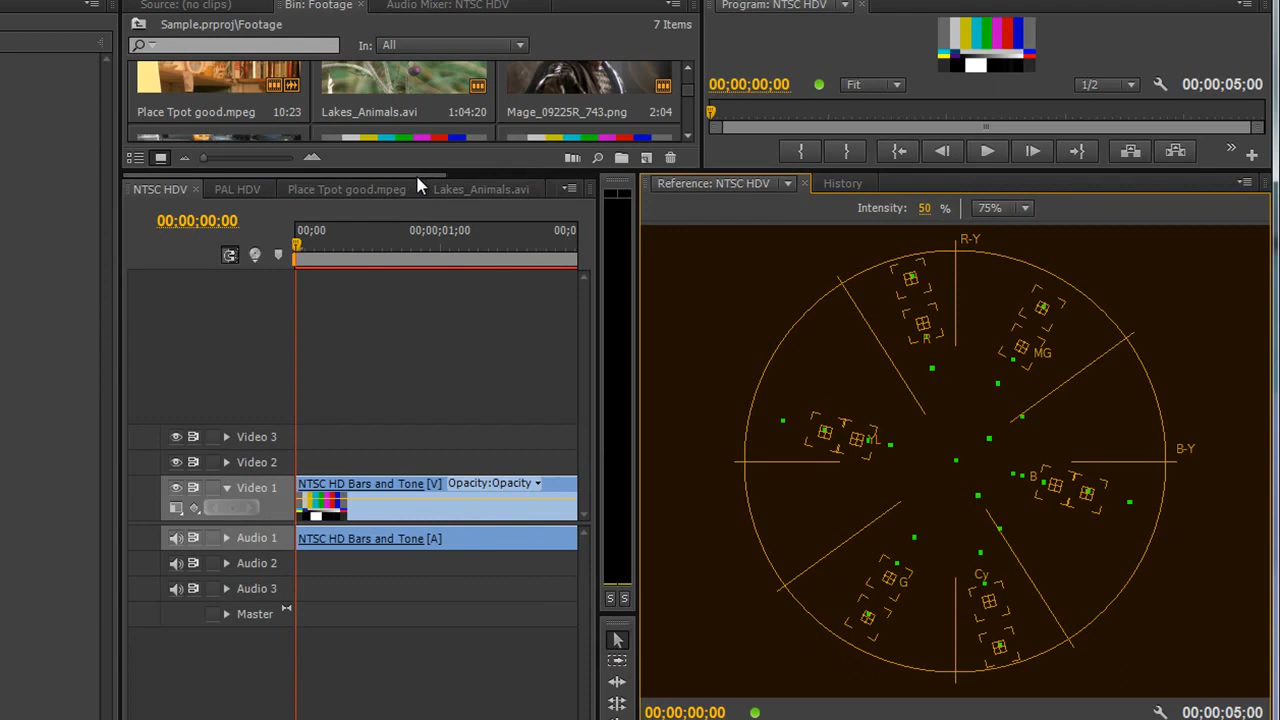 Source: (no clips)
Bin: Footage
Audio Mixer: NTSC HDV
Program: NTSC HDV
Sample.prproj\Footage
7 Items
In: All
Place Tpot good.mpeg 10:23
Lakes_Animals.avi 1:04:20
Mage_09225R_743.png 2:04
00;00;00;00
Fit
1/2
00;00;05;00
NTSC HDV
PAL HDV
Place Tpot good.mpeg
Lakes_Animals.avi
Reference: NTSC HDV
History
00;00;00;00
Intensity: 50 %
75%
00;00
00;00;01;00
00;0
Video 3
Video 2
Video 1
NTSC HD Bars and Tone [V] Opacity:Opacity
Audio 1
NTSC HD Bars and Tone [A]
Audio 2
Audio 3
Master
S S
R-Y
R
MG
YL
B-Y
B
G
Cy
00;00;00;00
00;00;05;00